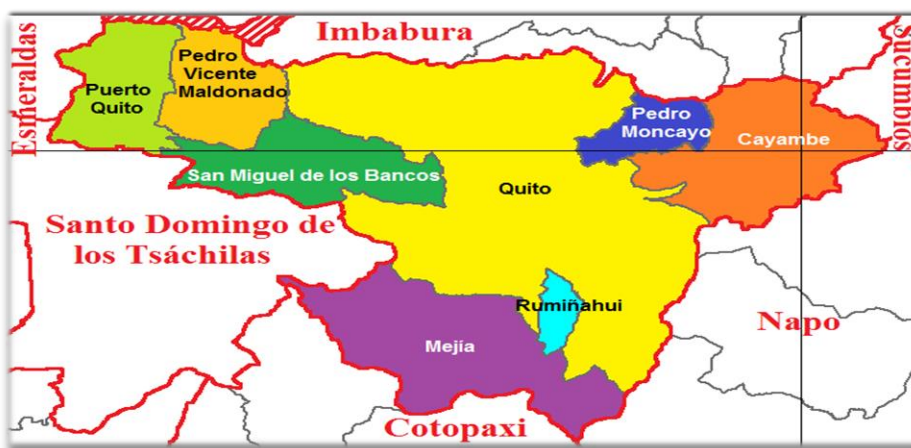 Imbabura
Esmeraldas
Sucumbíos
Pedro
Vicente
Maldonado
Puerto
Quito
Pedro
Moncayo
Cayambe
San Miguel de los Bancos
Quito
Santo Domingo de
los Tsáchilas
Rumiñahui
Napo
Mejía
Cotopaxi